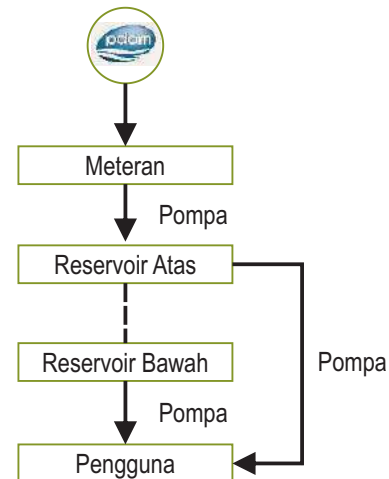 pdam
Meteran
Pompa
Reservoir Atas
Reservoir Bawah
Pompa
Pompa
Pengguna